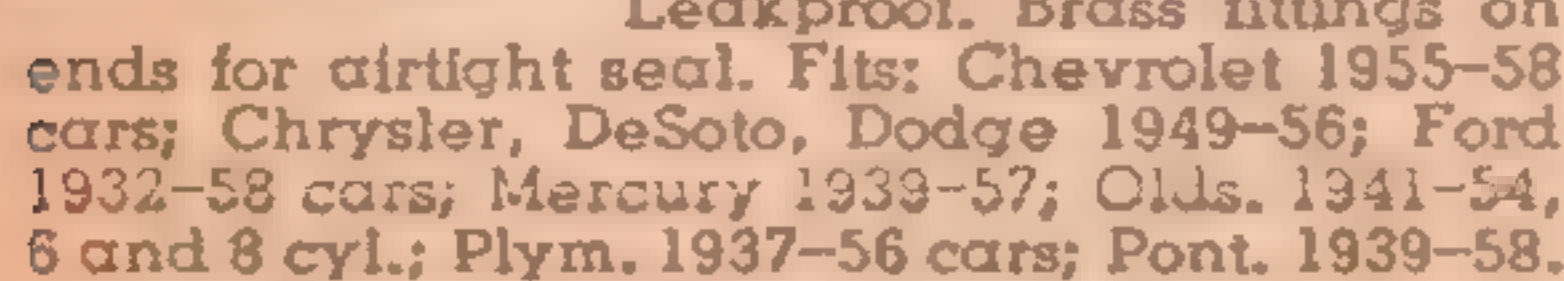 Leakproof. Brass fittings on
ends for airtight seal. Fits: Chevrolet 1955–58
cars; Chrysler, DeSoto, Dodge 1949–56; Ford
1932–58 cars; Mercury 1939–57; Olds. 1941–54,
6 and 8 cyl.; Plym. 1937–56 cars; Pont. 1939–58.